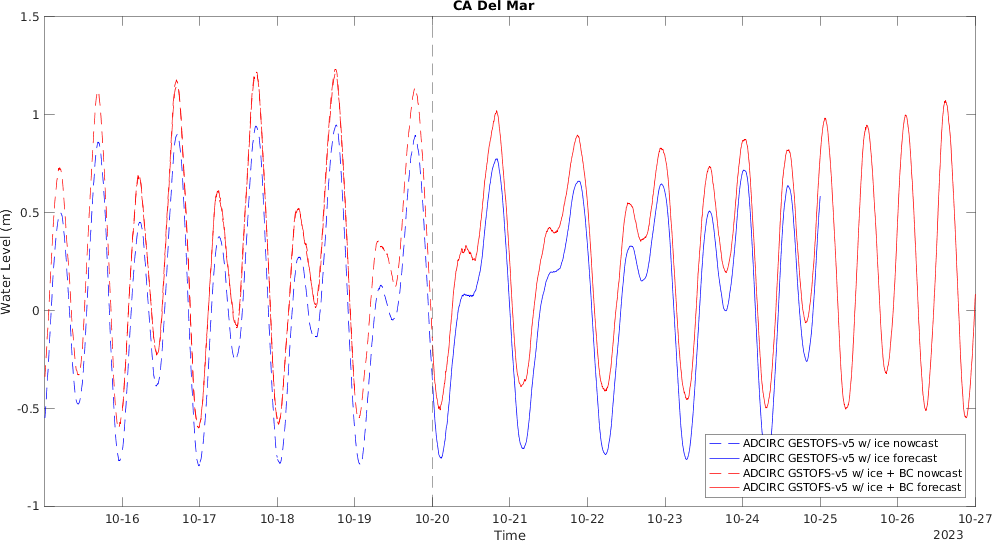 CA Del Mar
1.5
1
0.5
0
-0.5
-1
Water Level (m)
10-16 10-17 10-18 10-19 10-20 10-21 10-22 10-23 10-24 10-25 10-26 10-27
Time
2023
ADCIRC GESTOFS-v5 w/ ice nowcast
ADCIRC GESTOFS-v5 w/ ice forecast
ADCIRC GSTOFS-v5 w/ ice + BC nowcast
ADCIRC GSTOFS-v5 w/ ice + BC forecast